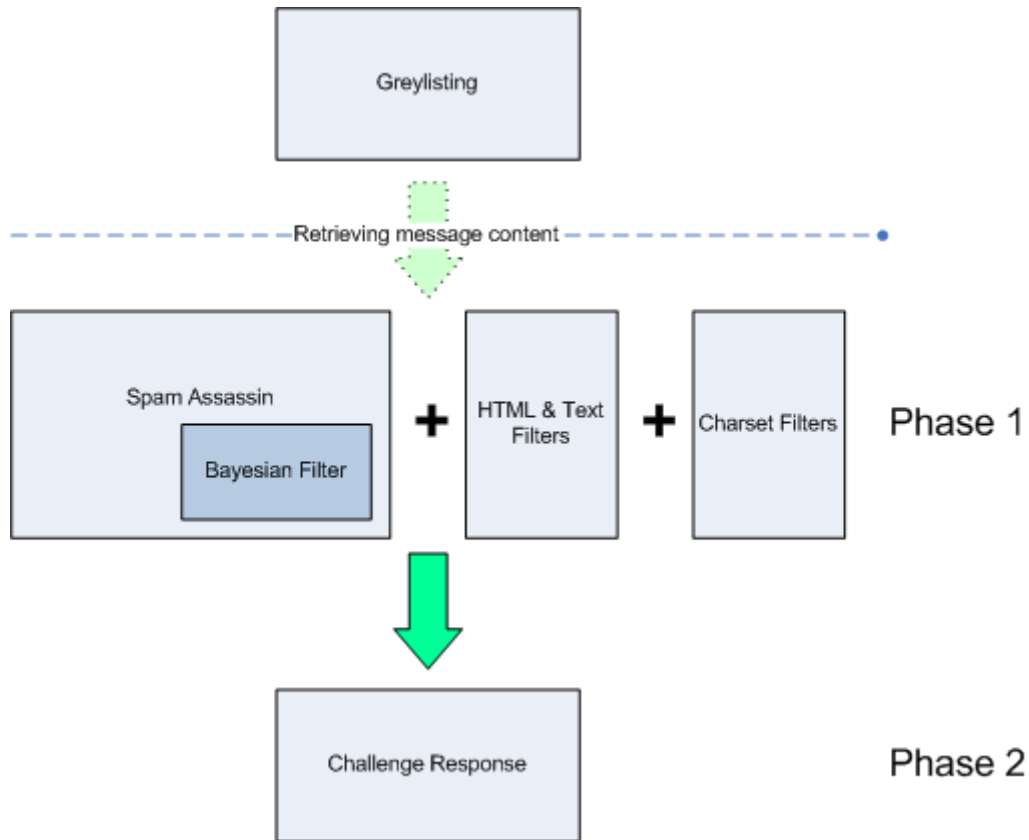 Greylisting
Retrieving message content
Spam Assassin
Bayesian Filter
HTML & Text
Filters
Charset Filters
Phase 1
Challenge Response
Phase 2